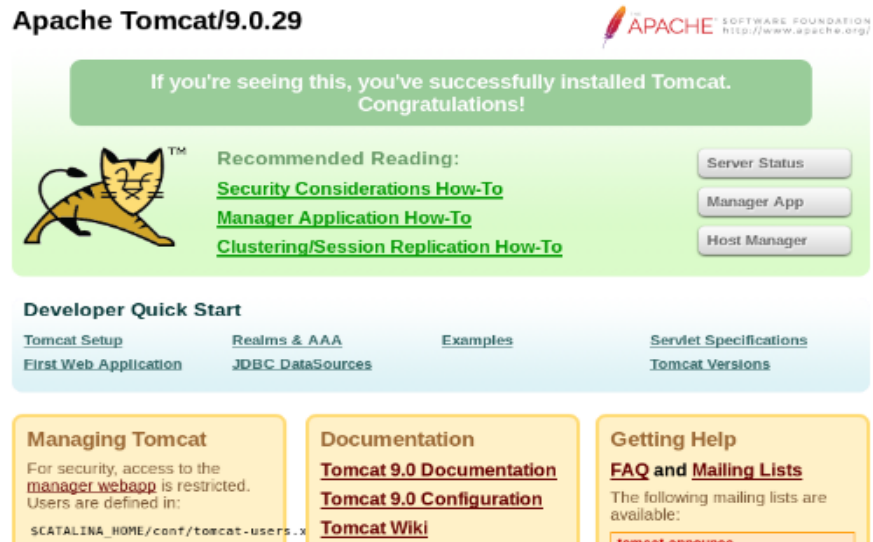 Apache Tomcat/9.0.29
THE
APACHE SOFTWARE FOUNDATION
http://www.apache.org/
If you're seeing this, you've successfully installed Tomcat.
Congratulations!
TM
Recommended Reading:
Security Considerations How-To
Manager Application How-To
Clustering/Session Replication How-To
Server Status
Manager App
Host Manager
Developer Quick Start
Tomcat Setup
First Web Application
Realms & AAA
JDBC DataSources
Examples
Servlet Specifications
Tomcat Versions
Managing Tomcat
For security, access to the
manager webapp is restricted.
Users are defined in:
$CATALINA_HOME/conf/tomcat-users.x
Documentation
Tomcat 9.0 Documentation
Tomcat 9.0 Configuration
Tomcat Wiki
Getting Help
FAQ and Mailing Lists
The following mailing lists are
available:
tomcat-announce